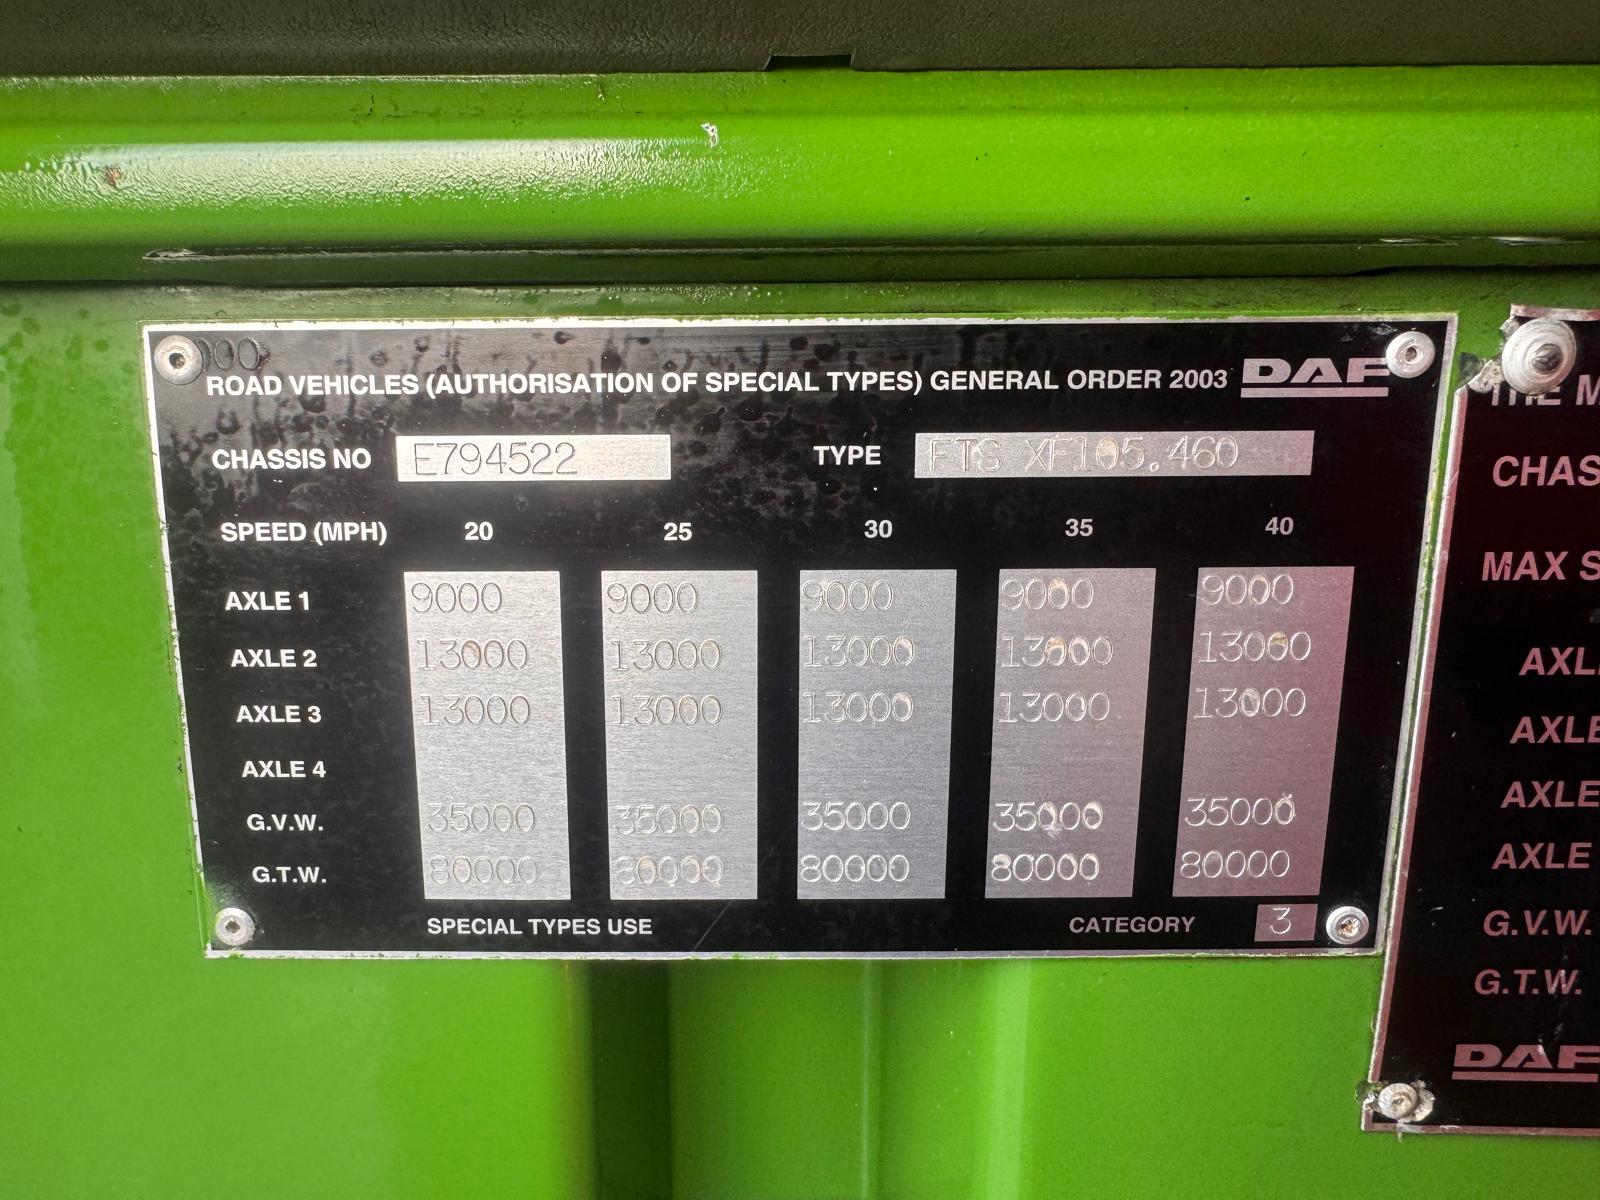 000
ROAD VEHICLES (AUTHORISATION OF SPECIAL TYPES) GENERAL ORDER 2003 DAF
CHASSIS NO E794522 TYPE FTG XF105.460
SPEED (MPH) 20 25 30 35 40
AXLE 1 9000 9000 9000 9000 9000
AXLE 2 13000 13000 13000 13000 13000
AXLE 3 13000 13000 13000 13000 13000
AXLE 4
G.V.W. 35000 35000 35000 35000 35000
G.T.W. 80000 80000 80000 80000 80000
SPECIAL TYPES USE CATEGORY 3
THE M
CHAS
MAX S
AXL
AXLE
AXLE
AXLE
G.V.W.
G.T.W.
DAF